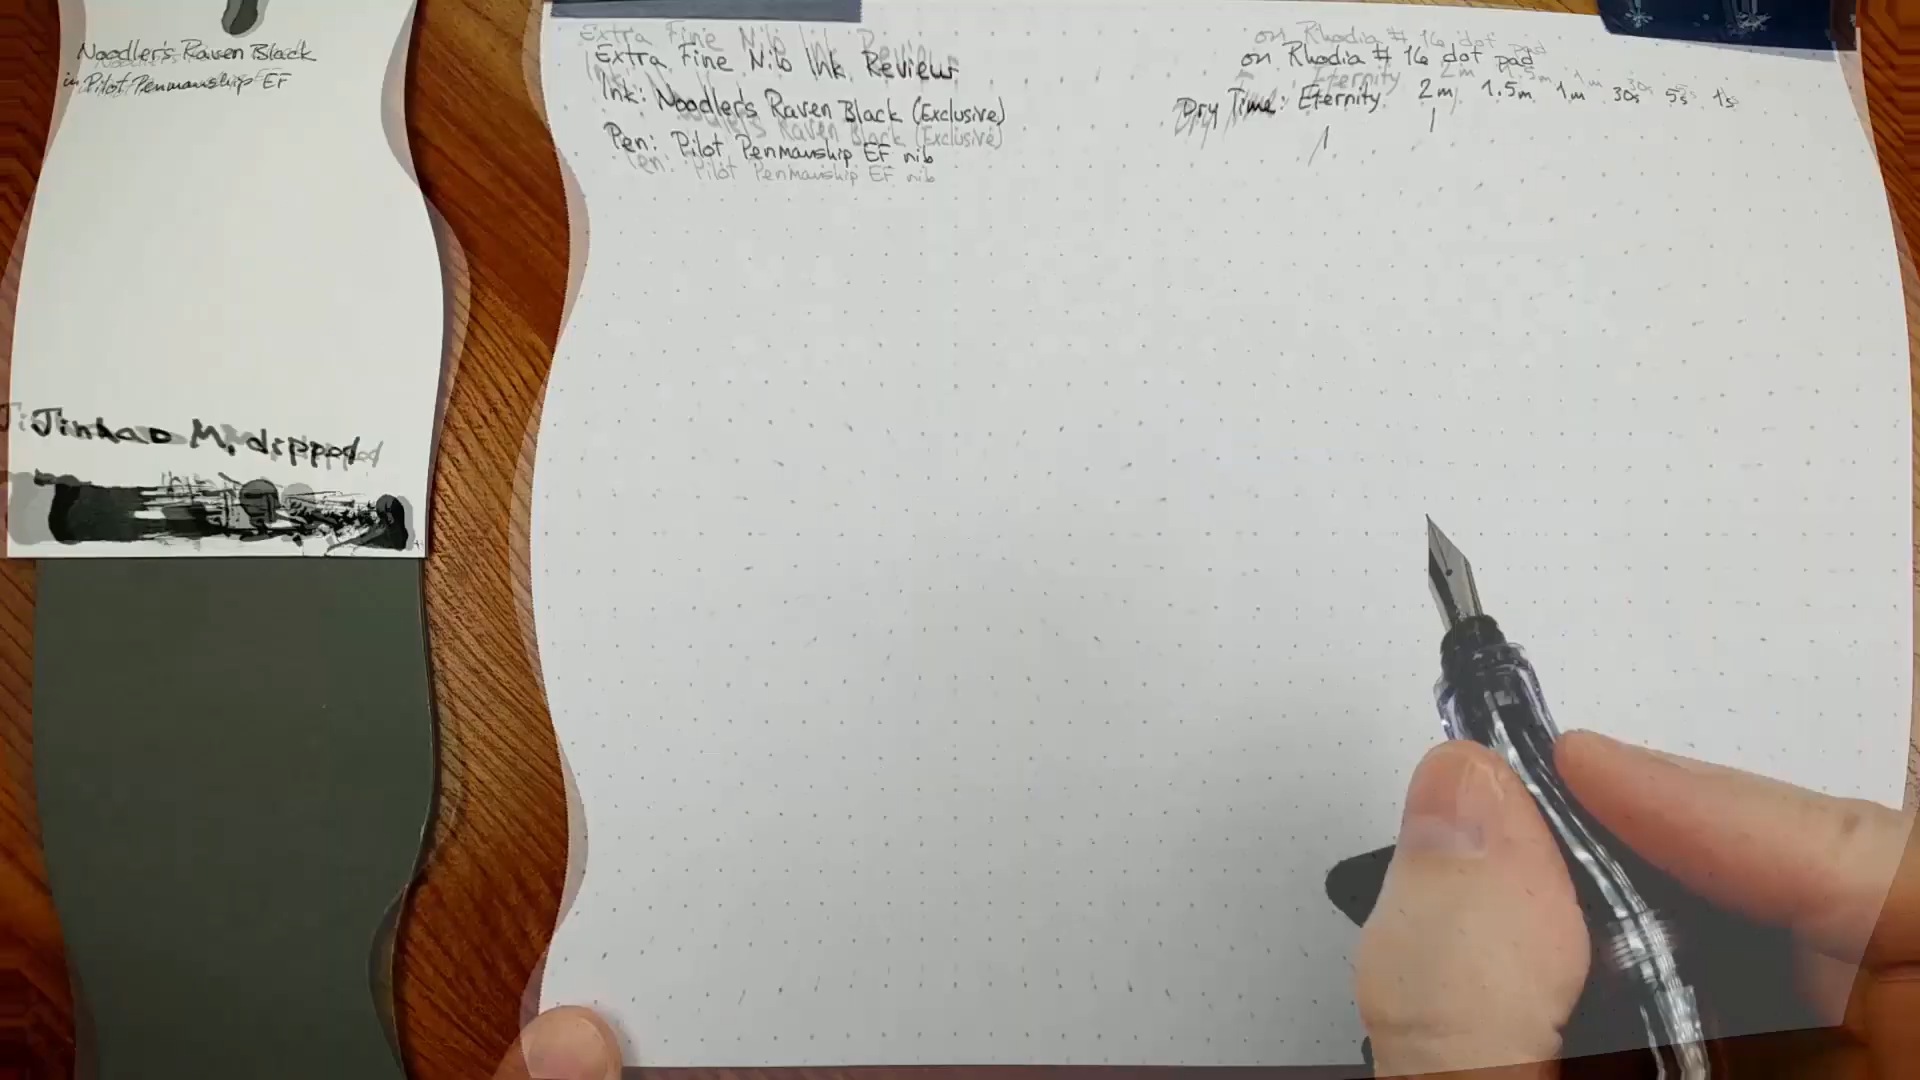 Noodler's Raven Black
in Pilot Penmanship EF
Jinhao M, dipped
Extra Fine Nib Ink Review
Ink: Noodler's Raven Black (Exclusive)
Pen: Pilot Penmanship EF nib
on Rhodia # 16 dot pad
Dry Time: Eternity 2m 1.5m 1m 30s 5s 1s